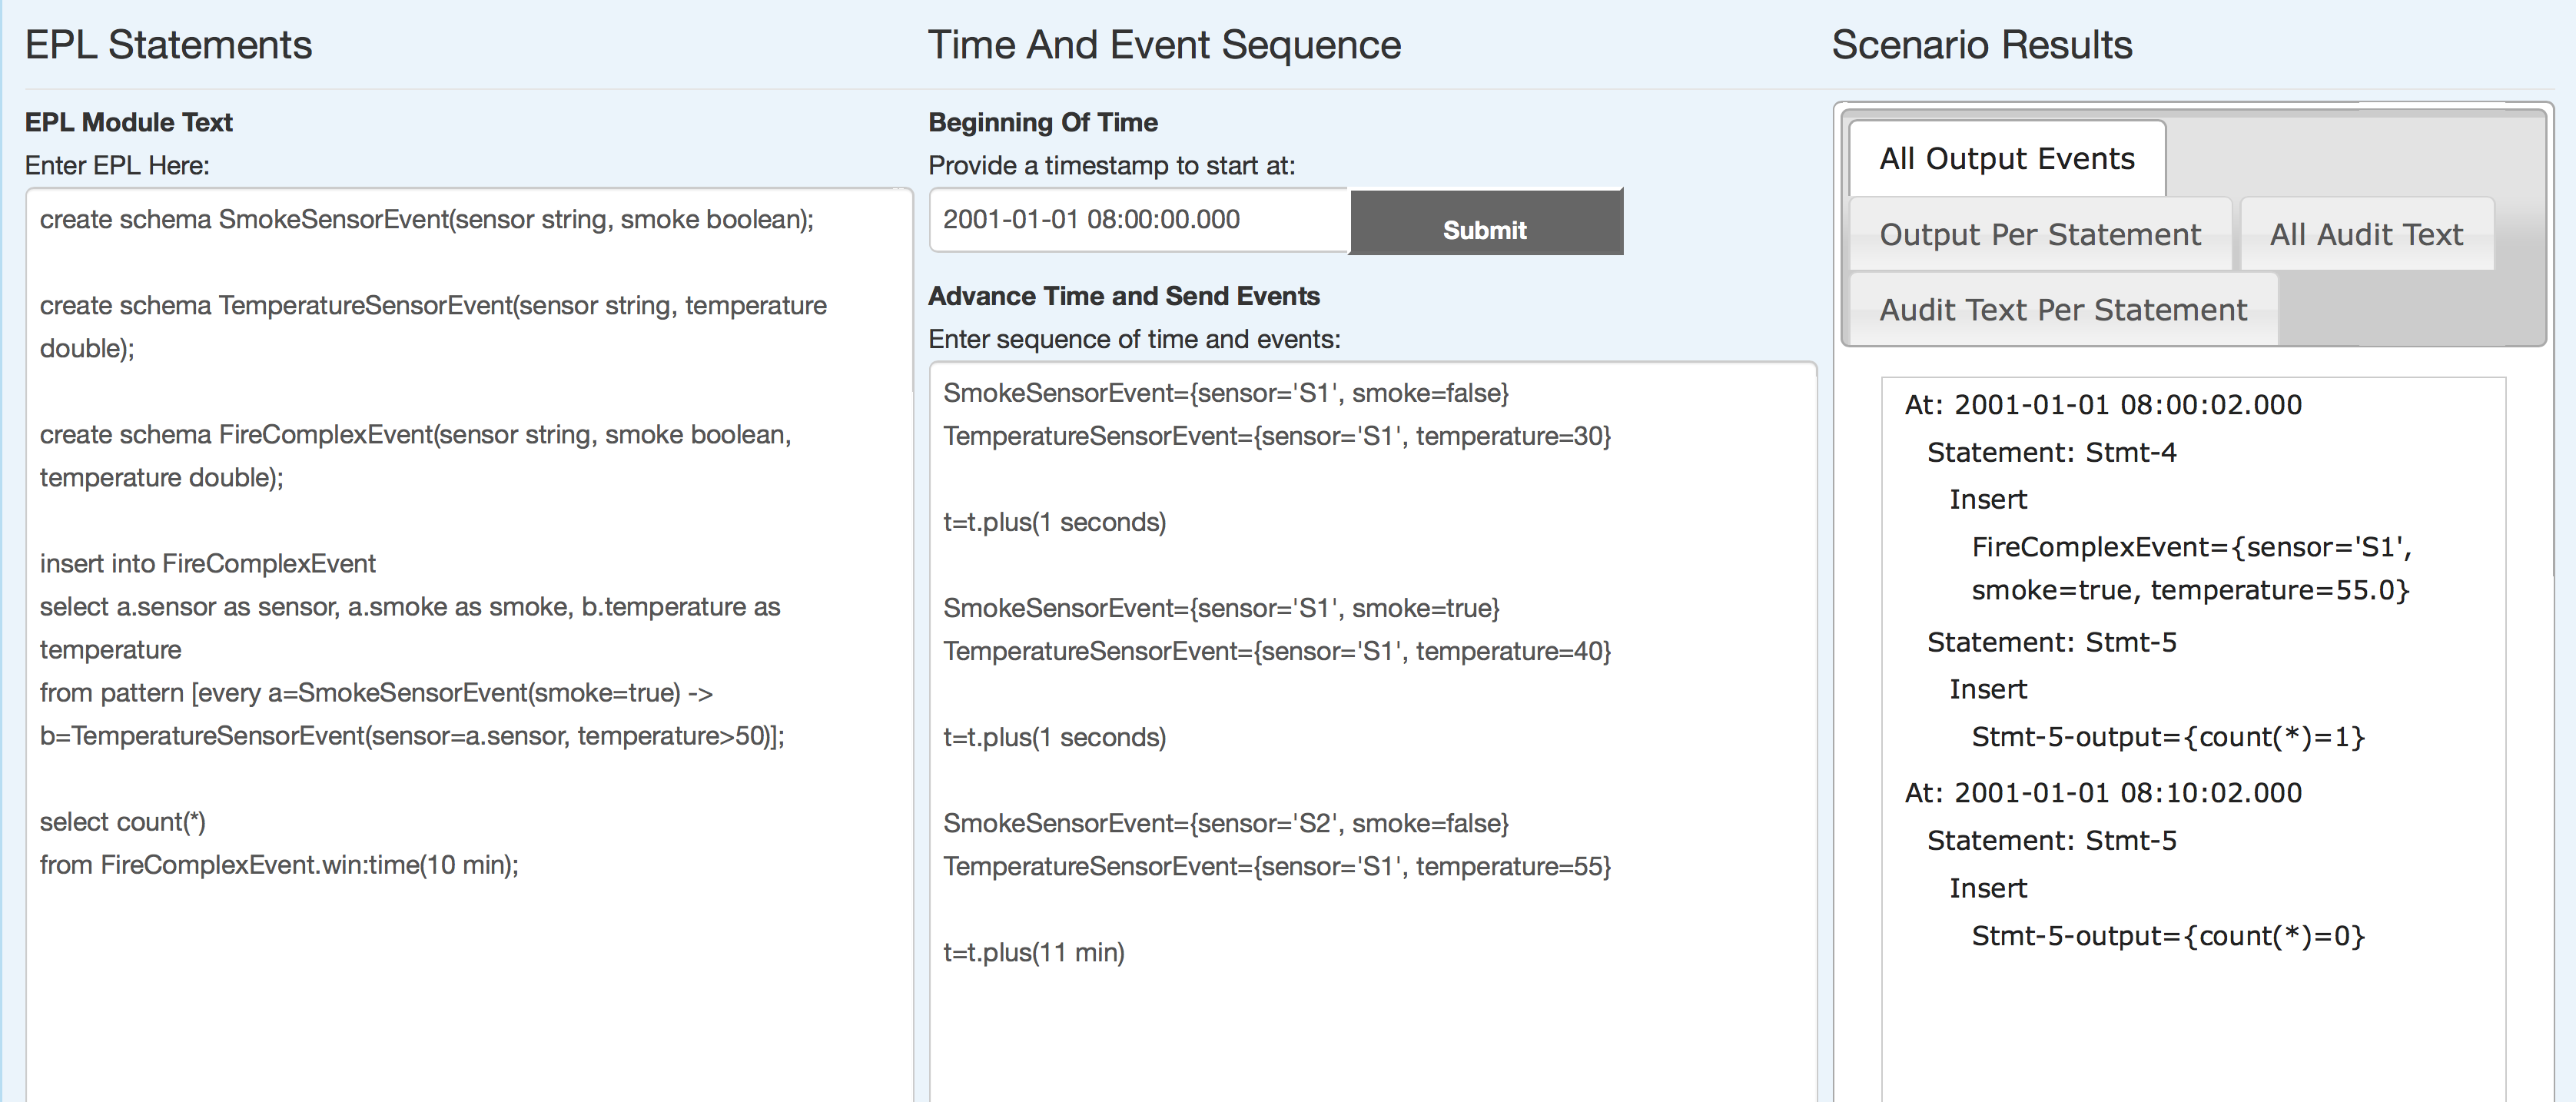 EPL Statements
EPL Module Text
Enter EPL Here:
create schema SmokeSensorEvent(sensor string, smoke boolean);
create schema TemperatureSensorEvent(sensor string, temperature
double);
create schema FireComplexEvent(sensor string, smoke boolean,
temperature double);
insert into FireComplexEvent
select a.sensor as sensor, a.smoke as smoke, b.temperature as
temperature
from pattern [every a=SmokeSensorEvent(smoke=true) ->
b=TemperatureSensorEvent(sensor=a.sensor, temperature>50)];
select count(*)
from FireComplexEvent.win:time(10 min);
Time And Event Sequence
Beginning Of Time
Provide a timestamp to start at:
2001-01-01 08:00:00.000
Submit
Advance Time and Send Events
Enter sequence of time and events:
SmokeSensorEvent={sensor='S1', smoke=false}
TemperatureSensorEvent={sensor='S1', temperature=30}
t=t.plus(1 seconds)
SmokeSensorEvent={sensor='S1', smoke=true}
TemperatureSensorEvent={sensor='S1', temperature=40}
t=t.plus(1 seconds)
SmokeSensorEvent={sensor='S2', smoke=false}
TemperatureSensorEvent={sensor='S1', temperature=55}
t=t.plus(11 min)
Scenario Results
All Output Events
Output Per Statement
All Audit Text
Audit Text Per Statement
At: 2001-01-01 08:00:02.000
Statement: Stmt-4
Insert
FireComplexEvent={sensor='S1',
smoke=true, temperature=55.0}
Statement: Stmt-5
Insert
Stmt-5-output={count(*)=1}
At: 2001-01-01 08:10:02.000
Statement: Stmt-5
Insert
Stmt-5-output={count(*)=0}